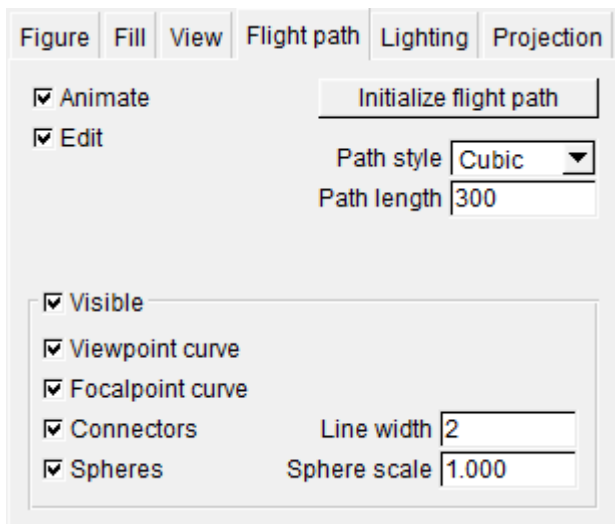 Figure Fill View Flight path Lighting Projection
Animate Initialize flight path
Edit
Path style Cubic
Path length 300
Visible
Viewpoint curve
Focalpoint curve
Connectors Line width 2
Spheres Sphere scale 1.000